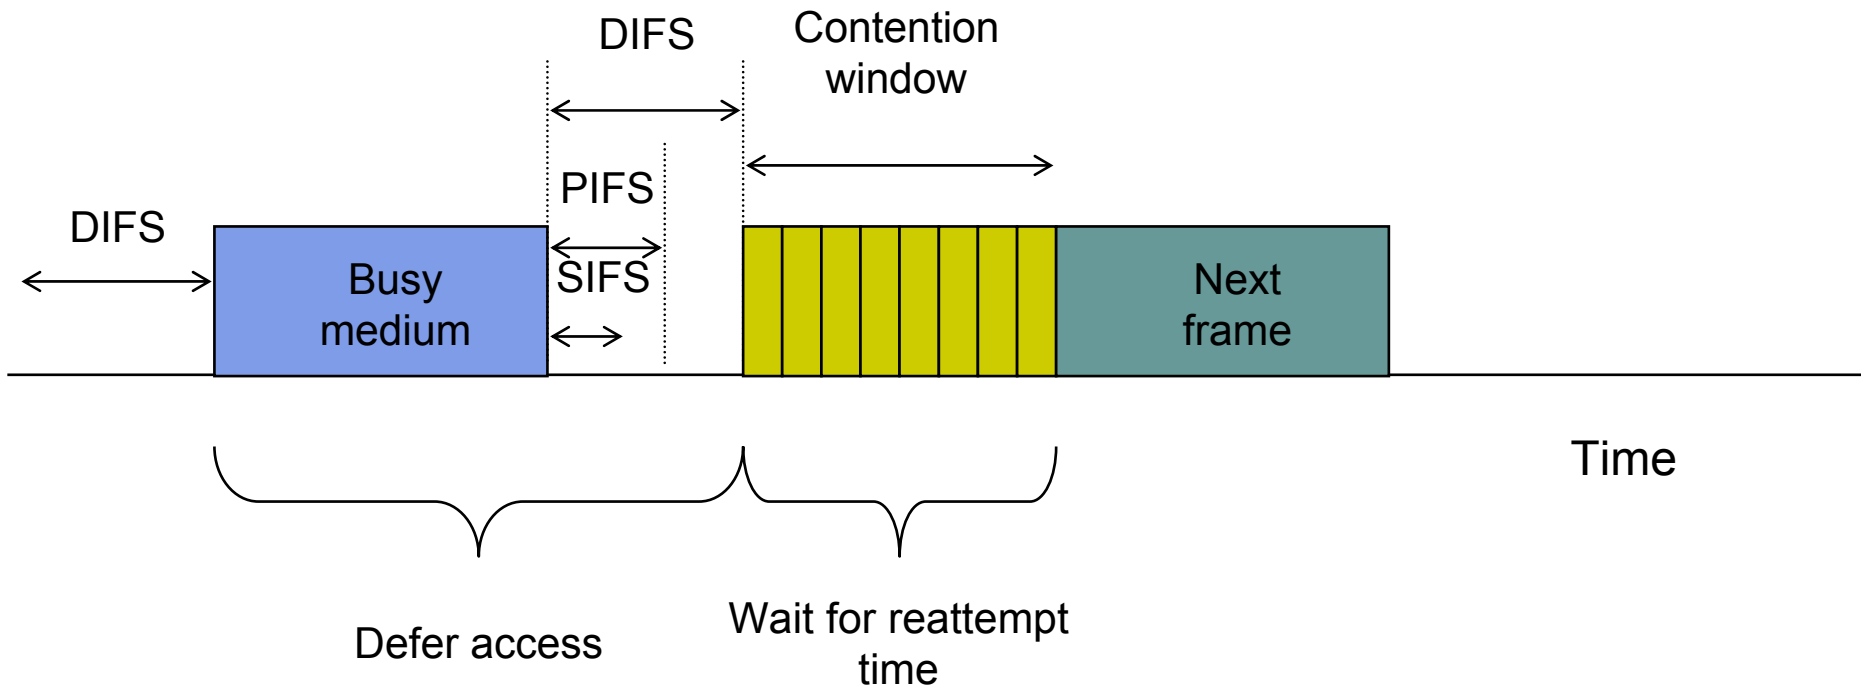 DIFS
Contention
window
PIFS
DIFS
SIFS
Busy
medium
Next
frame
Time
Defer access
Wait for reattempt
time